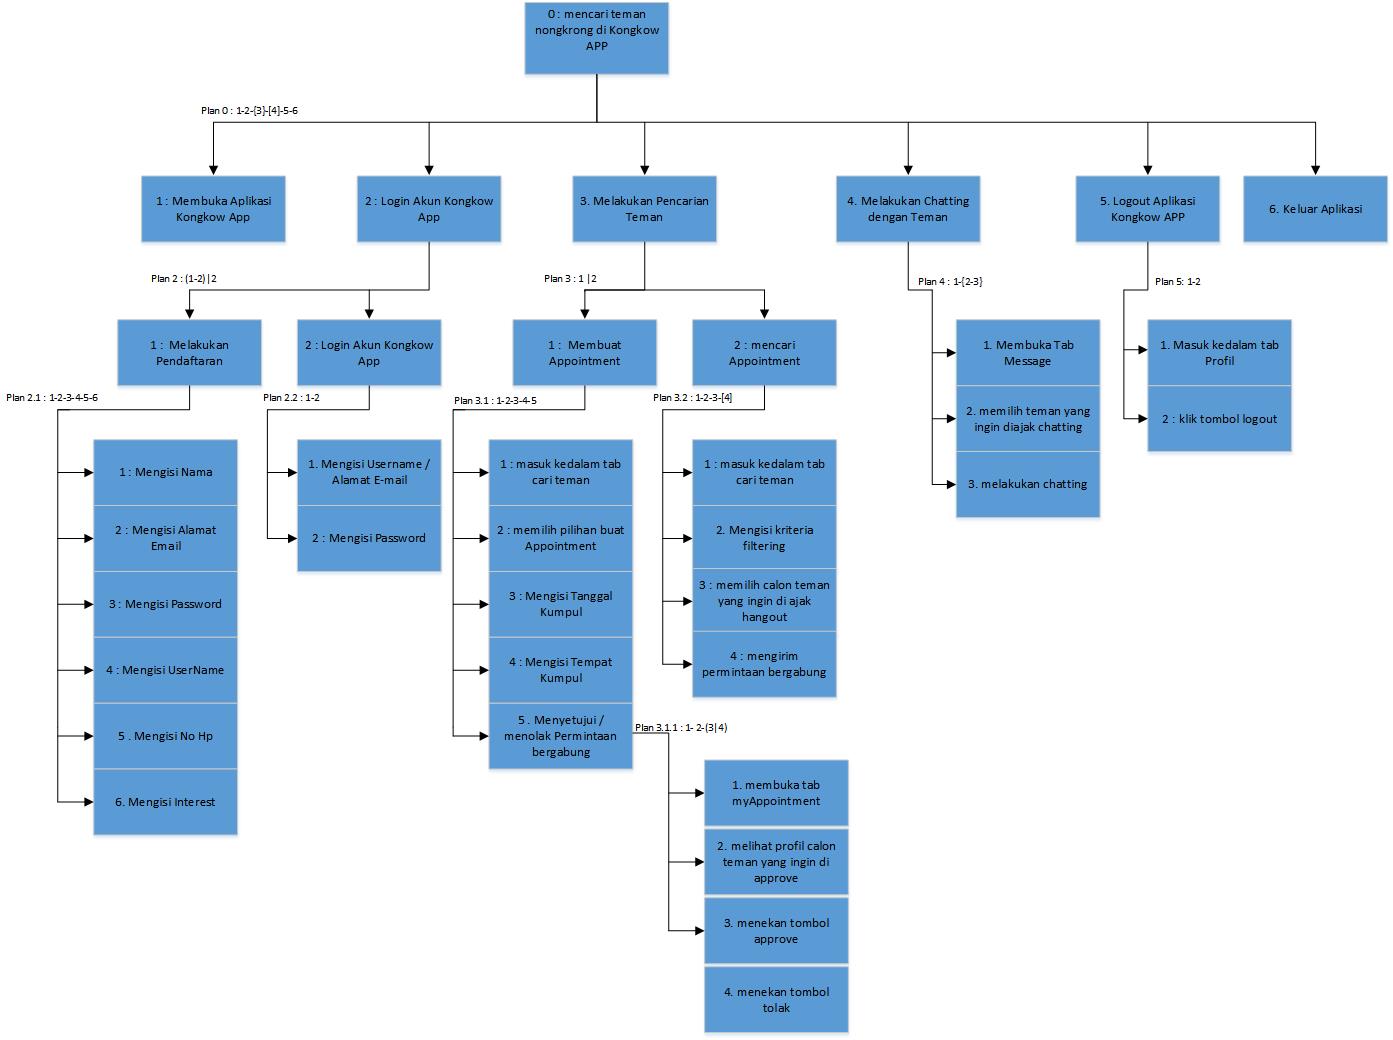 0 : mencari teman
nongkrong di Kongkow
APP
Plan 0 : 1-2-{3}-[4]-5-6
1 : Membuka Aplikasi
Kongkow App
2 : Login Akun Kongkow
App
3. Melakukan Pencarian
Teman
4. Melakukan Chatting
dengan Teman
5. Logout Aplikasi
Kongkow APP
6. Keluar Aplikasi
Plan 2 : (1-2)|2
Plan 3 : 1 |2
Plan 4 : 1-{2-3}
Plan 5: 1-2
1 : Melakukan
Pendaftaran
2 : Login Akun Kongkow
App
1 : Membuat
Appointment
2 : mencari
Appointment
1. Membuka Tab
Message
2. memilih teman yang
ingin diajak chatting
3. melakukan chatting
1. Masuk kedalam tab
Profil
2 : klik tombol logout
Plan 2.1 : 1-2-3-4-5-6
1 : Mengisi Nama
2 : Mengisi Alamat
Email
3 : Mengisi Password
4 : Mengisi UserName
5 . Mengisi No Hp
6. Mengisi Interest
Plan 2.2 : 1-2
1. Mengisi Username /
Alamat E-mail
2 : Mengisi Password
Plan 3.1 : 1-2-3-4-5
1 : masuk kedalam tab
cari teman
2 : memilih pilihan buat
Appointment
3 : Mengisi Tanggal
Kumpul
4 : Mengisi Tempat
Kumpul
5 . Menyetujui /
menolak Permintaan
bergabung
Plan 3.2 : 1-2-3-[4]
1 : masuk kedalam tab
cari teman
2. Mengisi kriteria
filtering
3 : memilih calon teman
yang ingin di ajak
hangout
4 : mengirim
permintaan bergabung
Plan 3.1.1 : 1- 2-(3|4)
1. membuka tab
myAppointment
2. melihat profil calon
teman yang ingin di
approve
3. menekan tombol
approve
4. menekan tombol
tolak